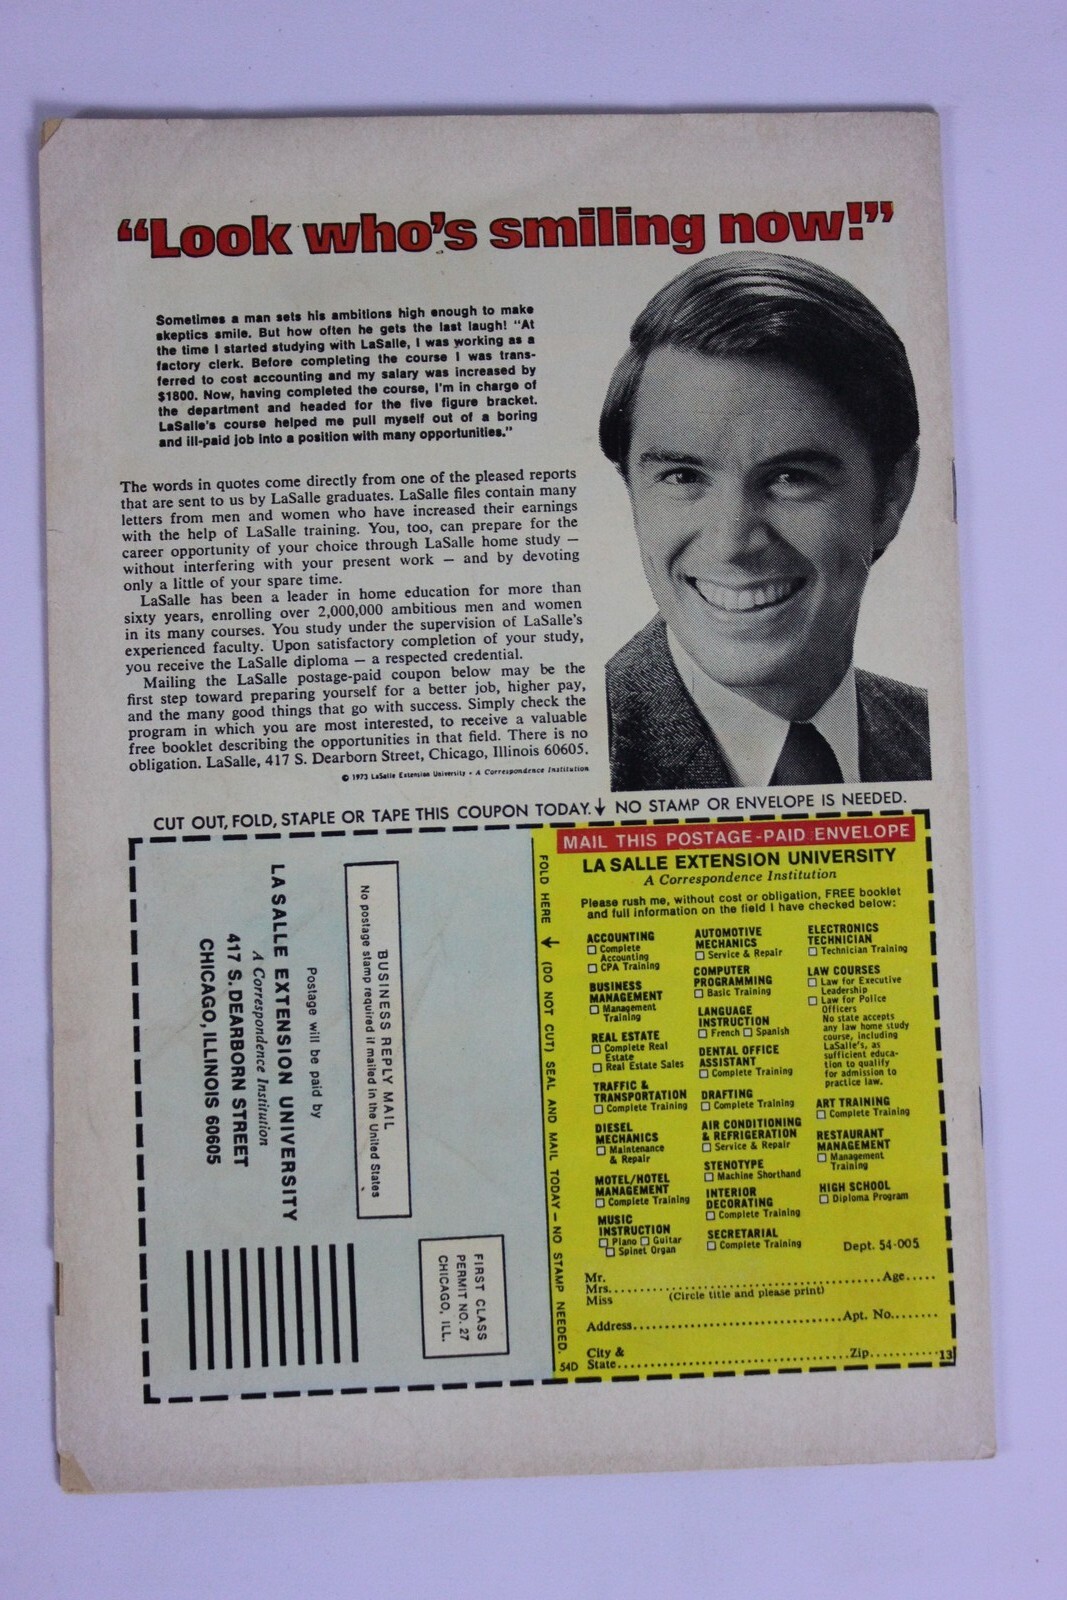 “Look who’s smiling now!”
Sometimes a man sets his ambitions high enough to make
skeptics smile. But how often he gets the last laugh! "At
the time I started studying with LaSalle, I was working as a
factory clerk. Before completing the course I was trans-
ferred to cost accounting and my salary was increased by
$1800. Now, having completed the course, I'm in charge of
the department and headed for the five figure bracket.
LaSalle's course helped me pull myself out of a boring
and ill-paid job into a position with many opportunities."
The words in quotes come directly from one of the pleased reports
that are sent to us by LaSalle graduates. LaSalle files contain many
letters from men and women who have increased their earnings
with the help of LaSalle training. You, too, can prepare for the
career opportunity of your choice through LaSalle home study —
without interfering with your present work — and by devoting
only a little of your spare time.
LaSalle has been a leader in home education for more than
sixty years, enrolling over 2,000,000 ambitious men and women
in its many courses. You study under the supervision of LaSalle's
experienced faculty. Upon satisfactory completion of your study,
you receive the LaSalle diploma — a respected credential.
Mailing the LaSalle postage-paid coupon below may be the
first step toward preparing yourself for a better job, higher pay,
and the many good things that go with success. Simply check the
program in which you are most interested, to receive a valuable
free booklet describing the opportunities in that field. There is no
obligation. LaSalle, 417 S. Dearborn Street, Chicago, Illinois 60605.
© 1973 LaSalle Extension University • A Correspondence Institution
CUT OUT, FOLD, STAPLE OR TAPE THIS COUPON TODAY. ↓ NO STAMP OR ENVELOPE IS NEEDED.
BUSINESS REPLY MAIL
No postage stamp required if mailed in the United States
Postage will be paid by
LA SALLE EXTENSION UNIVERSITY
A Correspondence Institution
417 S. DEARBORN STREET
CHICAGO, ILLINOIS 60605
FIRST CLASS
PERMIT NO. 27
CHICAGO, ILL.
FOLD HERE ↓ (DO NOT CUT) SEAL AND MAIL TODAY – NO STAMP NEEDED.
54D
MAIL THIS POSTAGE-PAID ENVELOPE
LA SALLE EXTENSION UNIVERSITY
A Correspondence Institution
Please rush me, without cost or obligation, FREE booklet
and full information on the field I have checked below:
ACCOUNTING
☐ Complete
Accounting
☐ CPA Training
BUSINESS
MANAGEMENT
☐ Management
Training
REAL ESTATE
☐ Complete Real
Estate
☐ Real Estate Sales
TRAFFIC &
TRANSPORTATION
☐ Complete Training
DIESEL
MECHANICS
☐ Maintenance
& Repair
MOTEL/HOTEL
MANAGEMENT
☐ Complete Training
MUSIC
INSTRUCTION
☐ Piano ☐ Guitar
☐ Spinet Organ
AUTOMOTIVE
MECHANICS
☐ Service & Repair
COMPUTER
PROGRAMMING
☐ Basic Training
LANGUAGE
INSTRUCTION
☐ French ☐ Spanish
DENTAL OFFICE
ASSISTANT
☐ Complete Training
DRAFTING
☐ Complete Training
AIR CONDITIONING
& REFRIGERATION
☐ Service & Repair
STENOTYPE
☐ Machine Shorthand
INTERIOR
DECORATING
☐ Complete Training
SECRETARIAL
☐ Complete Training
ELECTRONICS
TECHNICIAN
☐ Technician Training
LAW COURSES
☐ Law for Executive
Leadership
☐ Law for Police
Officers
No state accepts
any law home study
course, including
LaSalle's, as
sufficient educa-
tion to qualify
for admission to
practice law.
ART TRAINING
☐ Complete Training
RESTAURANT
MANAGEMENT
☐ Management
Training
HIGH SCHOOL
☐ Diploma Program
Dept. 54-005
Mr.
Mrs. Age
Miss (Circle title and please print)
Address Apt. No.
City &
State Zip 13